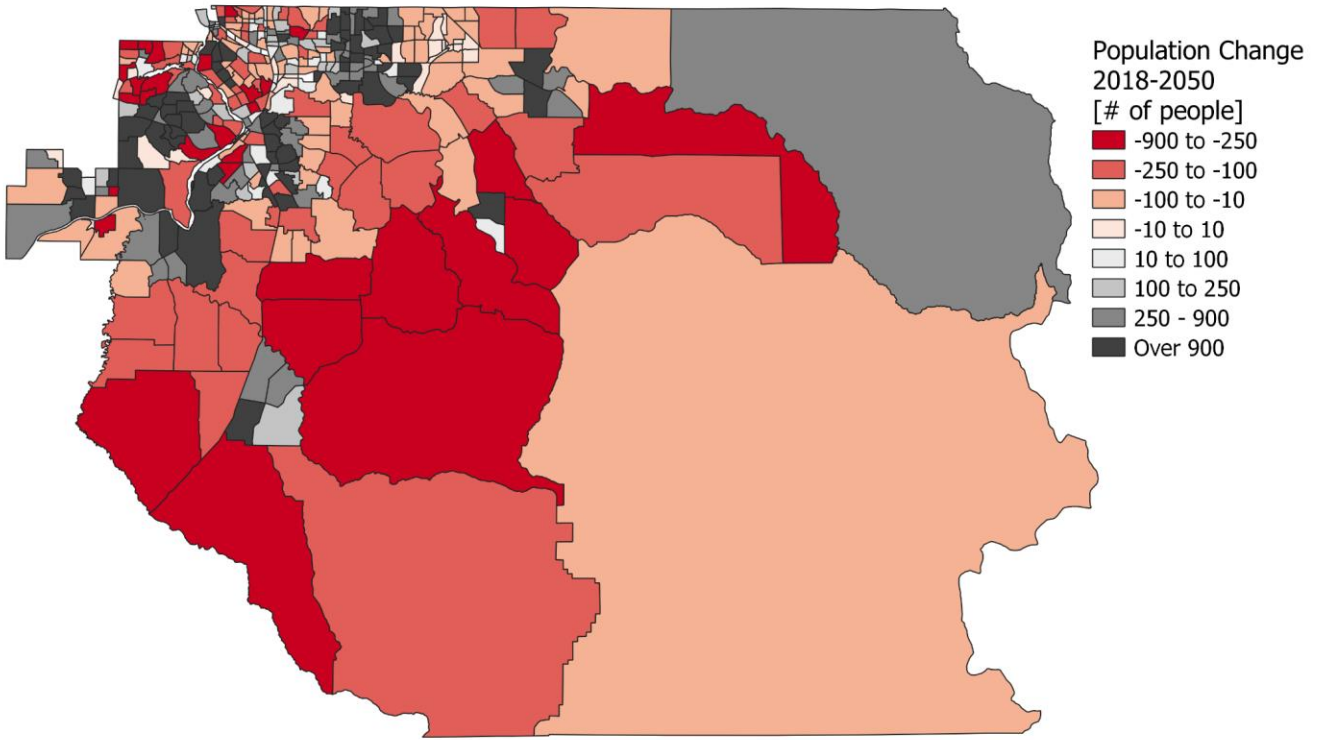 Population Change
2018-2050
[# of people]
-900 to -250
-250 to -100
-100 to -10
-10 to 10
10 to 100
100 to 250
250 - 900
Over 900